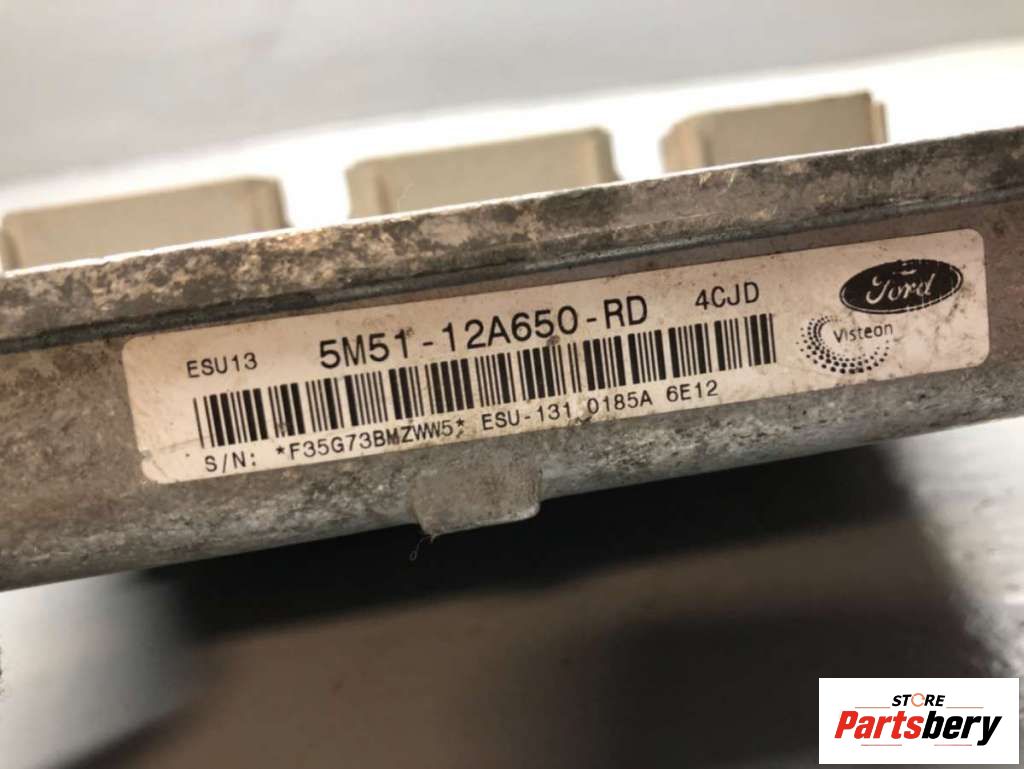 ESU13 5M51-12A650-RD 4CJD
Ford
Visteon
S/N: *F35G73BMZWW5* ESU-131 0185A 6E12
STORE
Partsbery